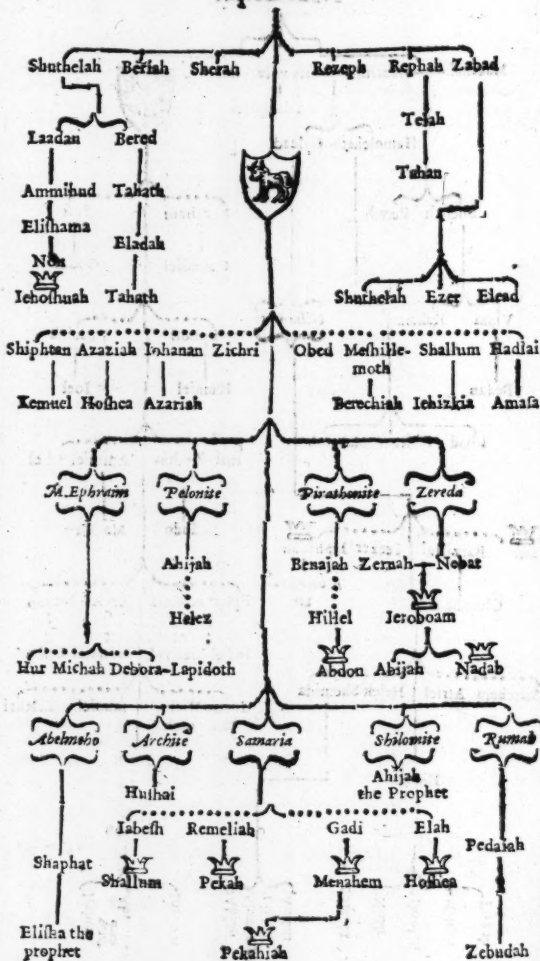 Shuthelah Beriah Sherah Rezeph Rephah Zabad
Telah
Laadan Bered
Tahan
Ammihud Tahath
Elishama
Eladah
Non
Iehoshuah Tahath
Shuthelah Ezer Elead
Shiphtan Azaziah Iohanan Zichri Obed Meshille- Shallum Hadlai
moth
Kemuel Hoshea Azariah Berechiah Iehizkia Amasa
M.Ephraim Pelonite Pirathonite Zereda
Ahijah Benajah Zeruah Nobat
Helez Hillel Ieroboam
Hur Michah Debora-Lapidoth Abdon Abijah Nadab
Abelmeho Archite Samaria Shilomite Rumah
Hushai Ahijah
the Prophet
Iabesh Remeliah Gadi Elah
Pedaiah
Shaphat
Shallum Pekah Menahem Hoshea
Elisha the
prophet
Pekahiah Zebudah